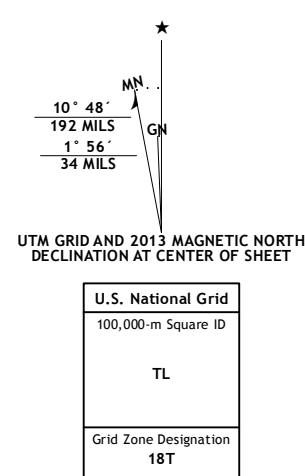 ★
MN
10° 48´
192 MILS
GN
1° 56´
34 MILS
UTM GRID AND 2013 MAGNETIC NORTH
DECLINATION AT CENTER OF SHEET
U.S. National Grid
100,000-m Square ID
TL
Grid Zone Designation
18T